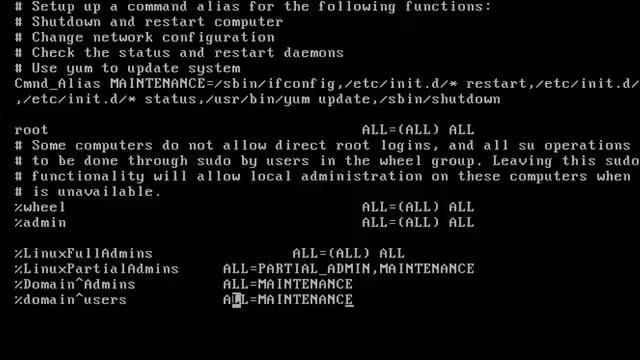 # Setup up a command alias for the following functions:
# Shutdown and restart computer
# Change network configuration
# Check the status and restart daemons
# Use yum to update system
Cmnd_Alias MAINTENANCE=/sbin/ifconfig,/etc/init.d/* restart,/etc/init.d/
,/etc/init.d/* status,/usr/bin/yum update,/sbin/shutdown
root ALL=(ALL) ALL
# Some computers do not allow direct root logins, and all su operations
# to be done through sudo by users in the wheel group. Leaving this sudo
# functionality will allow local administration on these computers when
# is unavailable.
%wheel ALL=(ALL) ALL
%admin ALL=(ALL) ALL
%LinuxFullAdmins ALL=(ALL) ALL
%LinuxPartialAdmins ALL=PARTIAL_ADMIN,MAINTENANCE
%Domain^Admins ALL=MAINTENANCE
%domain^users ALL=MAINTENANCE